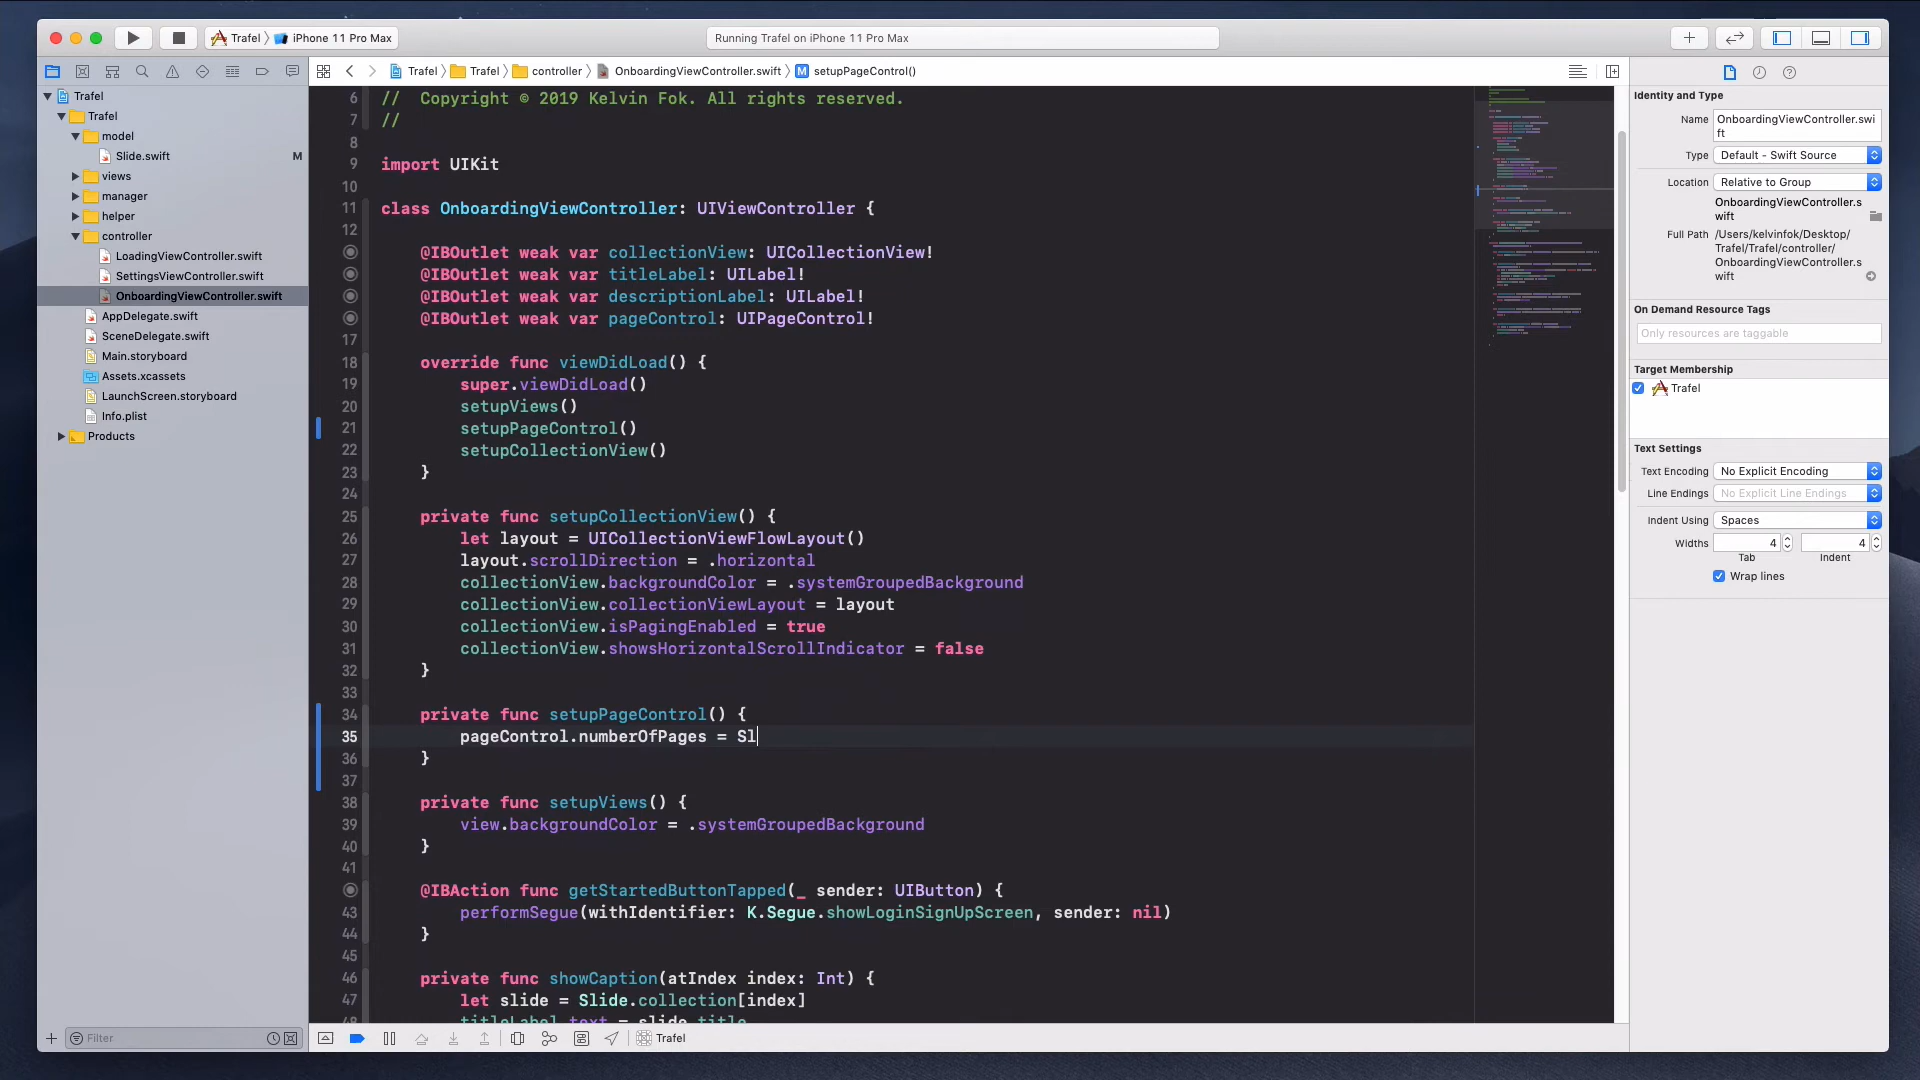 Trafel 〉 iPhone 11 Pro Max
Running Trafel on iPhone 11 Pro Max
Trafel 〉 Trafel 〉 controller 〉 OnboardingViewController.swift 〉 M setupPageControl()
Trafel
Trafel
model
Slide.swift M
views
manager
helper
controller
LoadingViewController.swift
SettingsViewController.swift
OnboardingViewController.swift
AppDelegate.swift
SceneDelegate.swift
Main.storyboard
Assets.xcassets
LaunchScreen.storyboard
Info.plist
Products
Filter
6 //  Copyright © 2019 Kelvin Fok. All rights reserved.
7 //
8
9 import UIKit
10
11 class OnboardingViewController: UIViewController {
12
@IBOutlet weak var collectionView: UICollectionView!
@IBOutlet weak var titleLabel: UILabel!
@IBOutlet weak var descriptionLabel: UILabel!
@IBOutlet weak var pageControl: UIPageControl!
17
18 override func viewDidLoad() {
19 super.viewDidLoad()
20 setupViews()
21 setupPageControl()
22 setupCollectionView()
23 }
24
25 private func setupCollectionView() {
26 let layout = UICollectionViewFlowLayout()
27 layout.scrollDirection = .horizontal
28 collectionView.backgroundColor = .systemGroupedBackground
29 collectionView.collectionViewLayout = layout
30 collectionView.isPagingEnabled = true
31 collectionView.showsHorizontalScrollIndicator = false
32 }
33
34 private func setupPageControl() {
35 pageControl.numberOfPages = Sl
36 }
37
38 private func setupViews() {
39 view.backgroundColor = .systemGroupedBackground
40 }
41
@IBAction func getStartedButtonTapped(_ sender: UIButton) {
43 performSegue(withIdentifier: K.Segue.showLoginSignUpScreen, sender: nil)
44 }
45
46 private func showCaption(atIndex index: Int) {
47 let slide = Slide.collection[index]
48 titleLabel.text = slide.title
Trafel
Identity and Type
Name OnboardingViewController.swi
ft
Type Default - Swift Source
Location Relative to Group
OnboardingViewController.s
wift
Full Path /Users/kelvinfok/Desktop/
Trafel/Trafel/controller/
OnboardingViewController.s
wift
On Demand Resource Tags
Only resources are taggable
Target Membership
Trafel
Text Settings
Text Encoding No Explicit Encoding
Line Endings No Explicit Line Endings
Indent Using Spaces
Widths 4 4
Tab Indent
Wrap lines